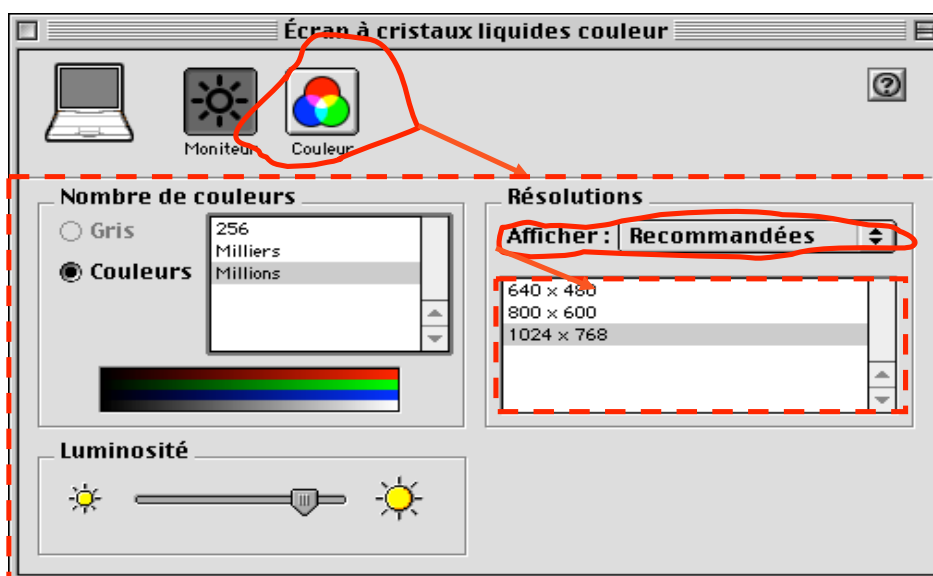 Écran à cristaux liquides couleur
Moniteur
Couleur
Nombre de couleurs
Gris
Couleurs
256
Milliers
Millions
Résolutions
Afficher : Recommandées
640 × 480
800 × 600
1024 × 768
Luminosité